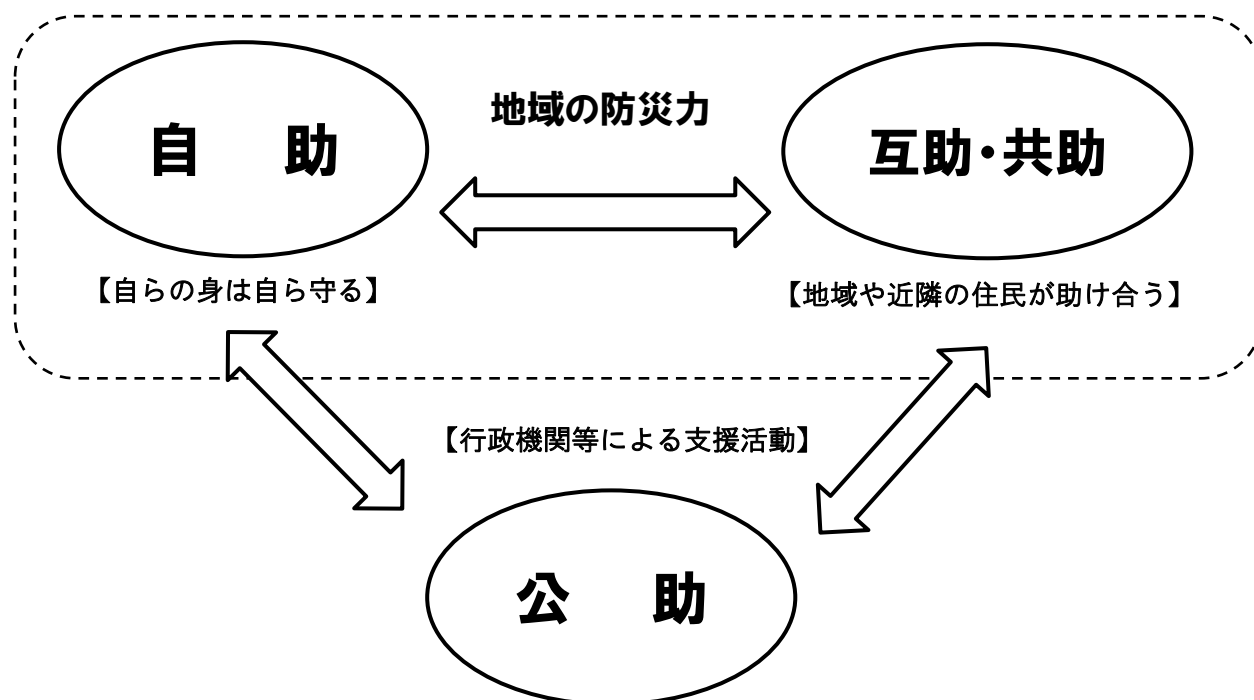 地域の防災力
自　助
互助・共助
【自らの身は自ら守る】
【地域や近隣の住民が助け合う】
【行政機関等による支援活動】
公　助